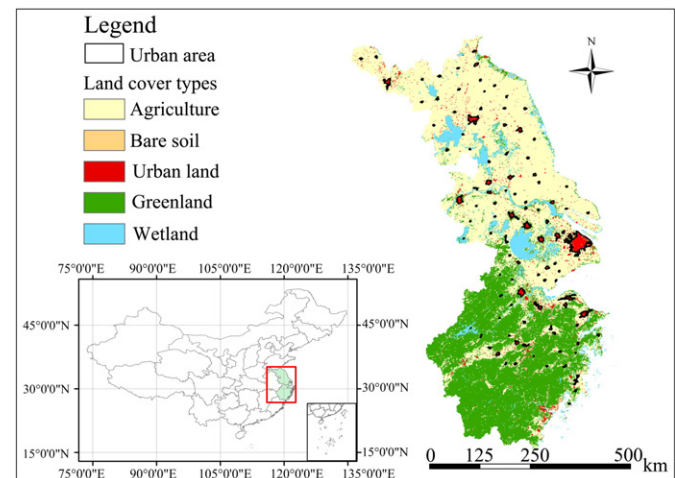 Legend
Urban area
Land cover types
Agriculture
Bare soil
Urban land
Greenland
Wetland
N
75°0'0"E 90°0'0"E 105°0'0"E 120°0'0"E 135°0'0"E
45°0'0"N 45°0'0"N
30°0'0"N 30°0'0"N
15°0'0"N 15°0'0"N
75°0'0"E 90°0'0"E 105°0'0"E 120°0'0"E 135°0'0"E
0 125 250 500
km